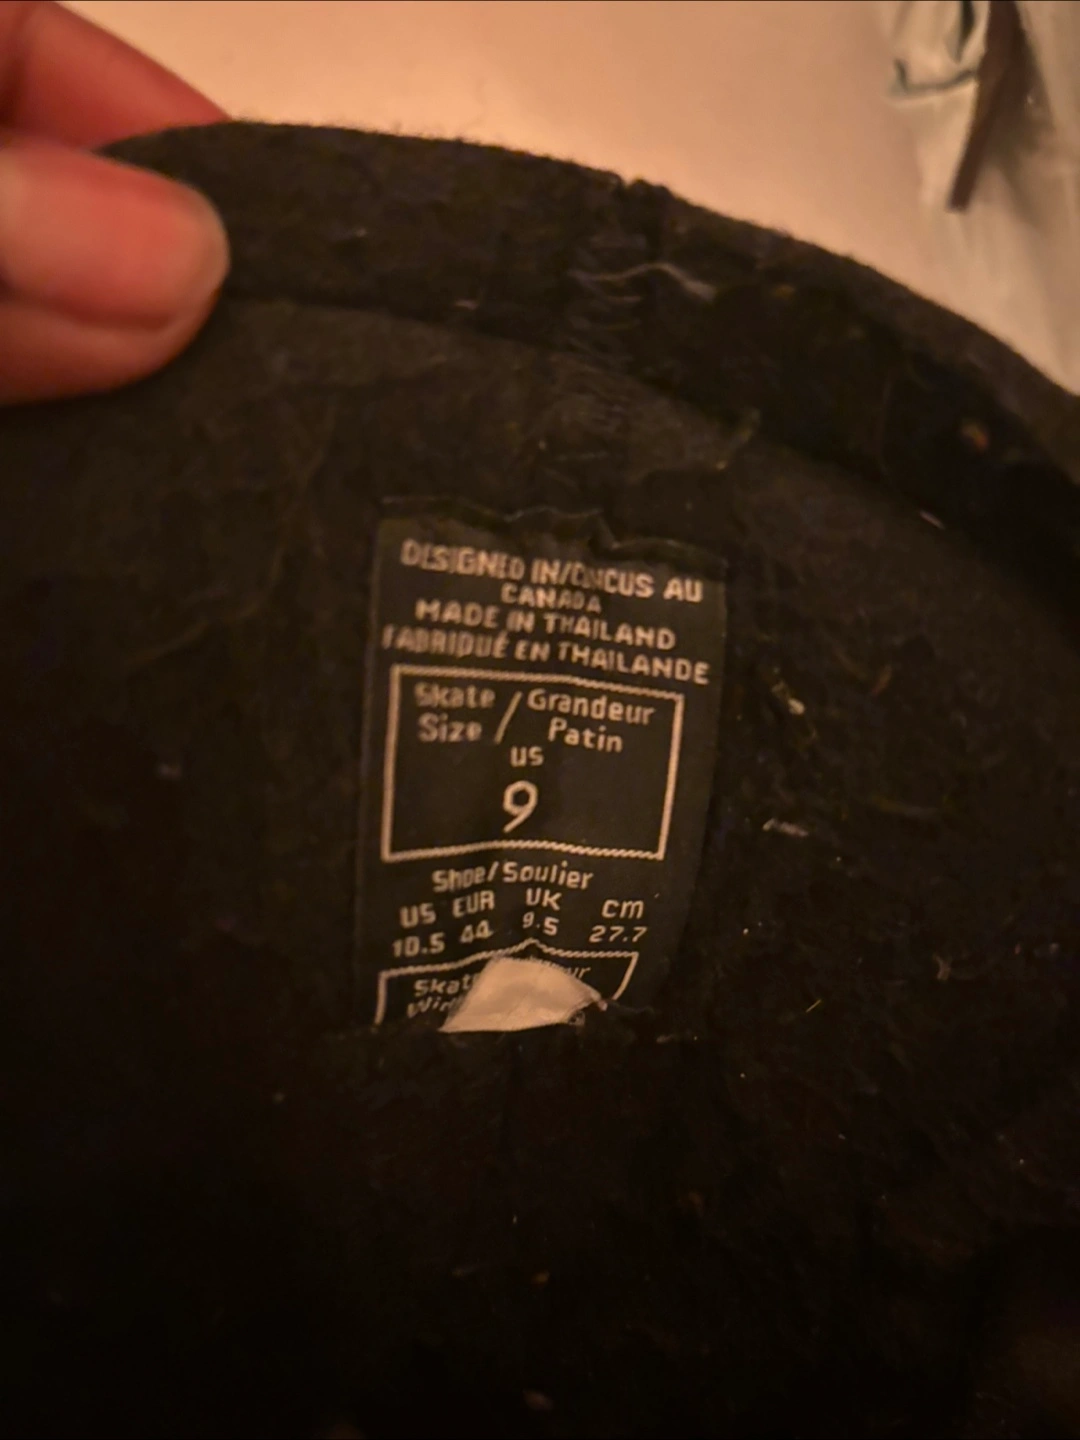 DESIGNED IN/CONCUS AU
CANADA
MADE IN THAILAND
FABRIQUÉ EN THAILANDE
Skate / Grandeur
Size / Patin
US
9
Shoe/Soulier
US EUR UK cm
10.5 44 9.5 27.7